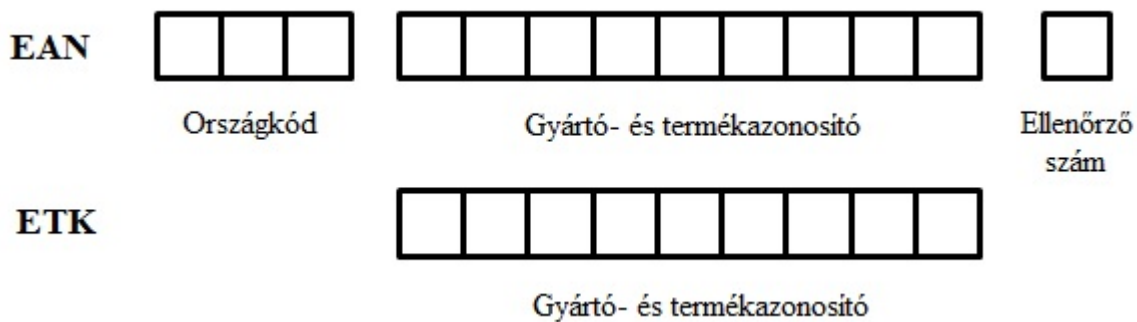 EAN
Országkód
Gyártó- és termékazonosító
Ellenőrző
szám
ETK
Gyártó- és termékazonosító